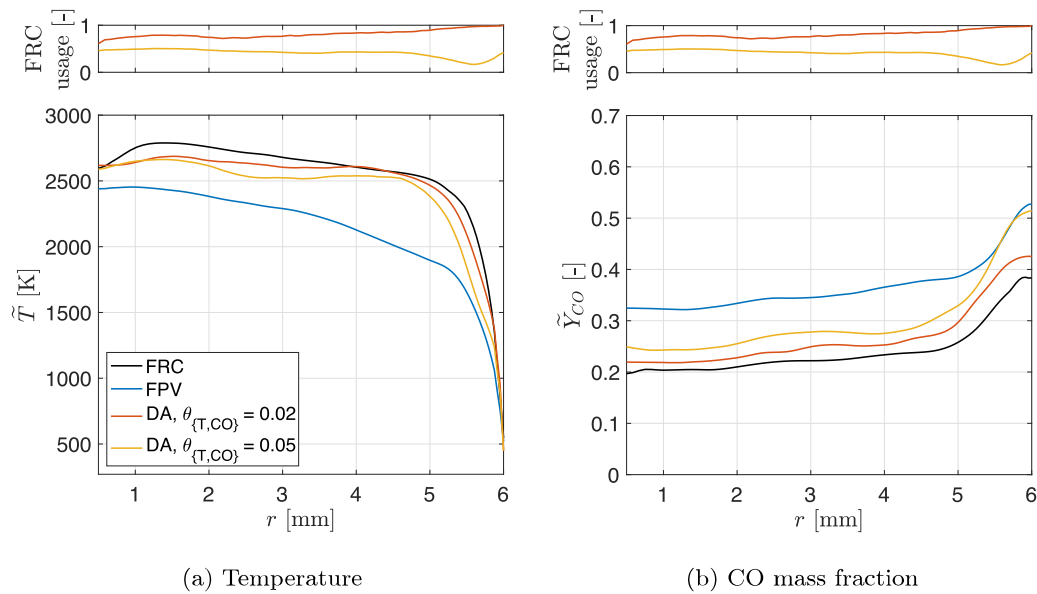 FRC
usage [-]
1
0
3000
2500
2000
1500
1000
500
T̃ [K]
FRC
FPV
DA, θ_{T,CO} = 0.02
DA, θ_{T,CO} = 0.05
1 2 3 4 5 6
r [mm]
(a) Temperature
FRC
usage [-]
1
0
0.7
0.6
0.5
0.4
0.3
0.2
0.1
0
Ỹ_CO [-]
1 2 3 4 5 6
r [mm]
(b) CO mass fraction